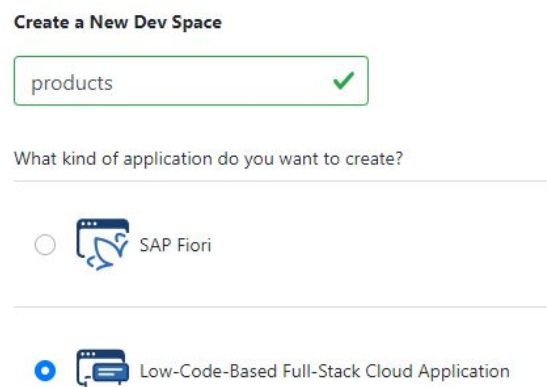 Create a New Dev Space
products
What kind of application do you want to create?
SAP Fiori
Low-Code-Based Full-Stack Cloud Application